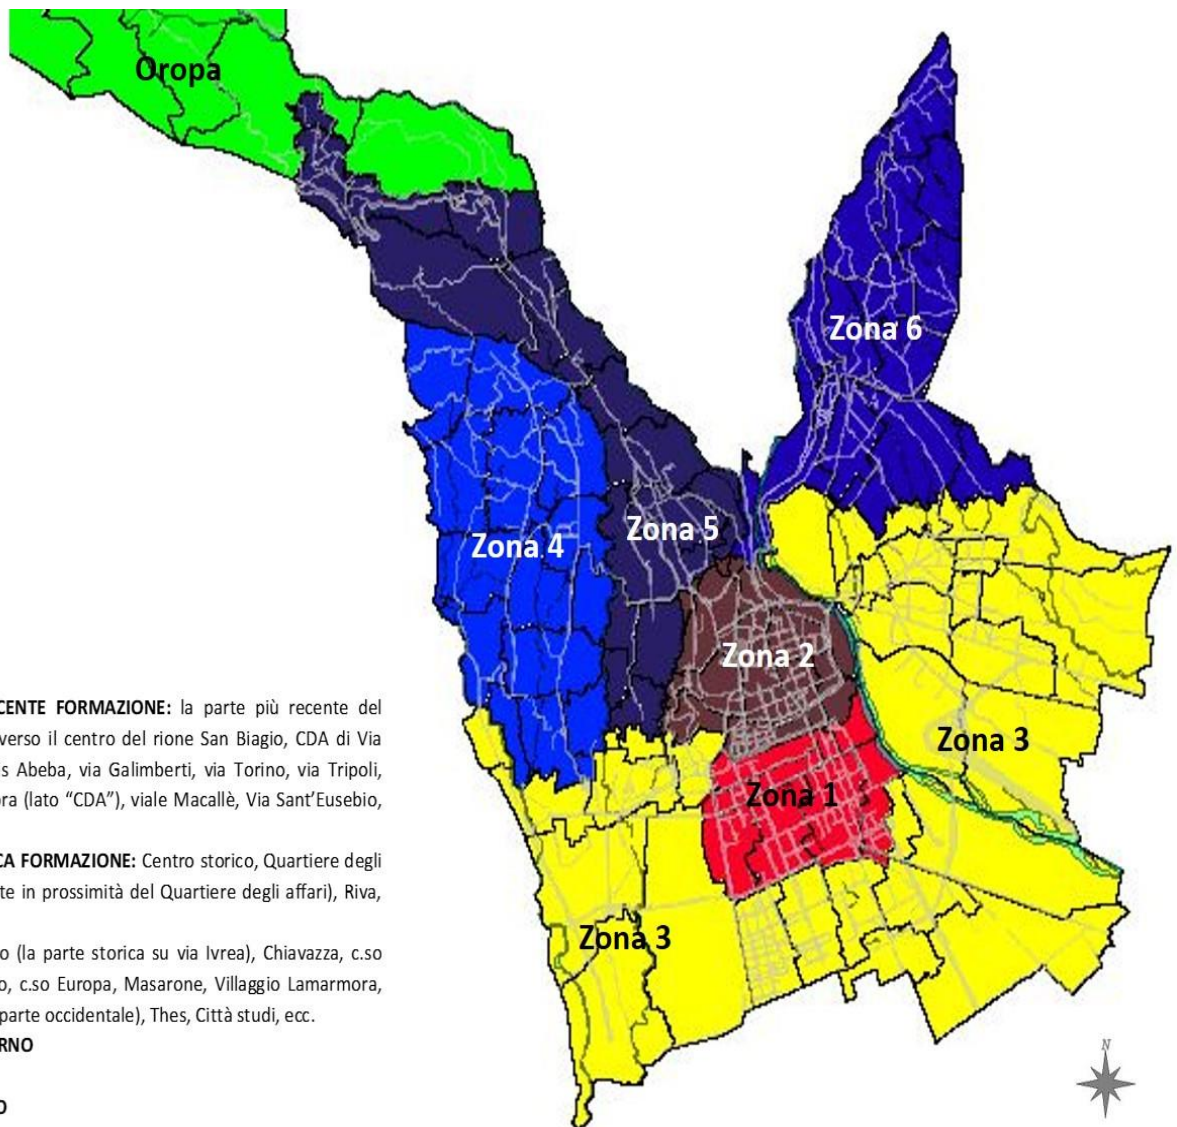 Oropa
Zona 6
Zona 5
Zona 4
Zona 2
CENTE FORMAZIONE: la parte più recente del
verso il centro del rione San Biagio, CDA di Via
s Abeba, via Galimberti, via Torino, via Tripoli,
ora (lato “CDA”), viale Macallè, Via Sant’Eusebio,
Zona 3
Zona 1
CA FORMAZIONE: Centro storico, Quartiere degli
te in prossimità del Quartiere degli affari), Riva,
o (la parte storica su via Ivrea), Chiavazza, c.so
o, c.so Europa, Masarone, Villaggio Lamarmora,
parte occidentale), Thes, Città studi, ecc.
RNO
O
Zona 3
N